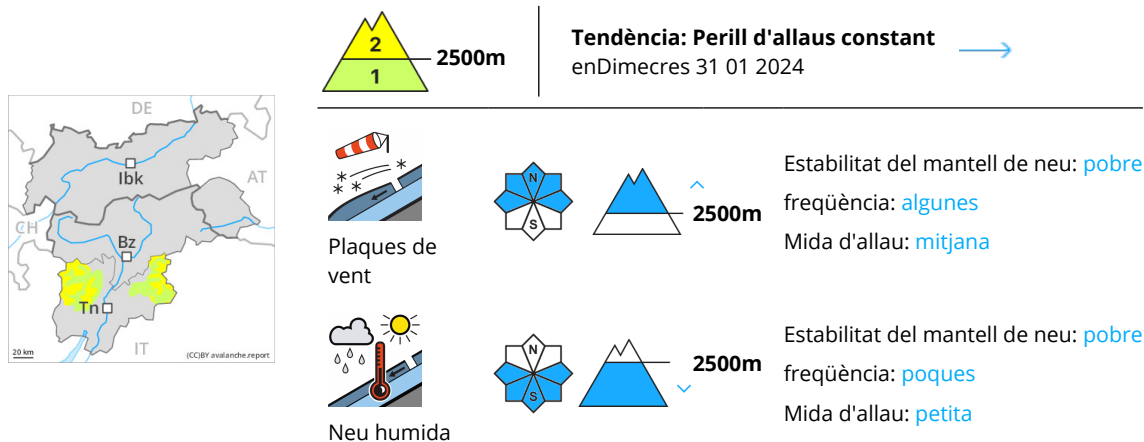 2
1
2500m
Tendència: Perill d'allaus constant
enDimecres 31 01 2024
DE
AT
CH
Ibk
Bz
Tn
IT
20 km
(CC)BY avalanche.report
Plaques de
vent
N
S
2500m
Estabilitat del mantell de neu: pobre
freqüència: algunes
Mida d'allau: mitjana
Neu humida
N
S
2500m
Estabilitat del mantell de neu: pobre
freqüència: poques
Mida d'allau: petita